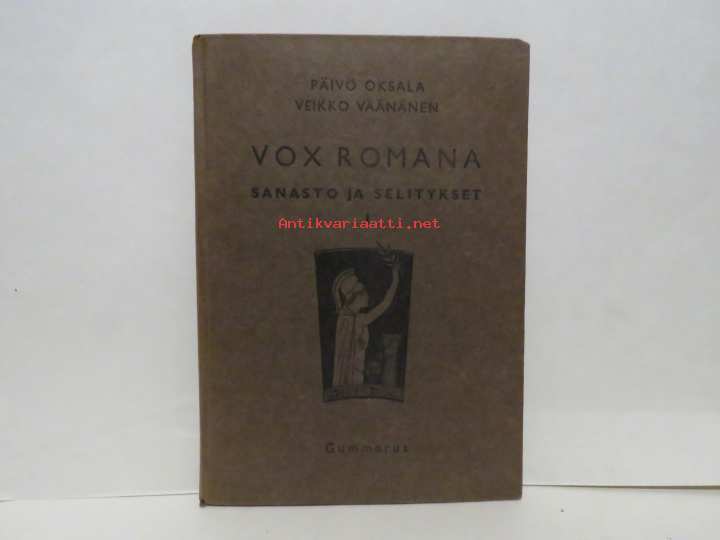 PÄIVÖ OKSALA
VEIKKO VÄÄNÄNEN
VOX ROMANA
SANASTO JA SELITYKSET
I
Antikvariaatti.net
Gummerus